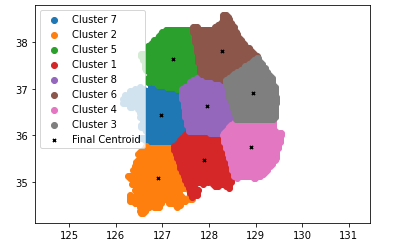 Cluster 7
Cluster 2
Cluster 5
Cluster 1
Cluster 8
Cluster 6
Cluster 4
Cluster 3
Final Centroid
38
37
36
35
125 126 127 128 129 130 131